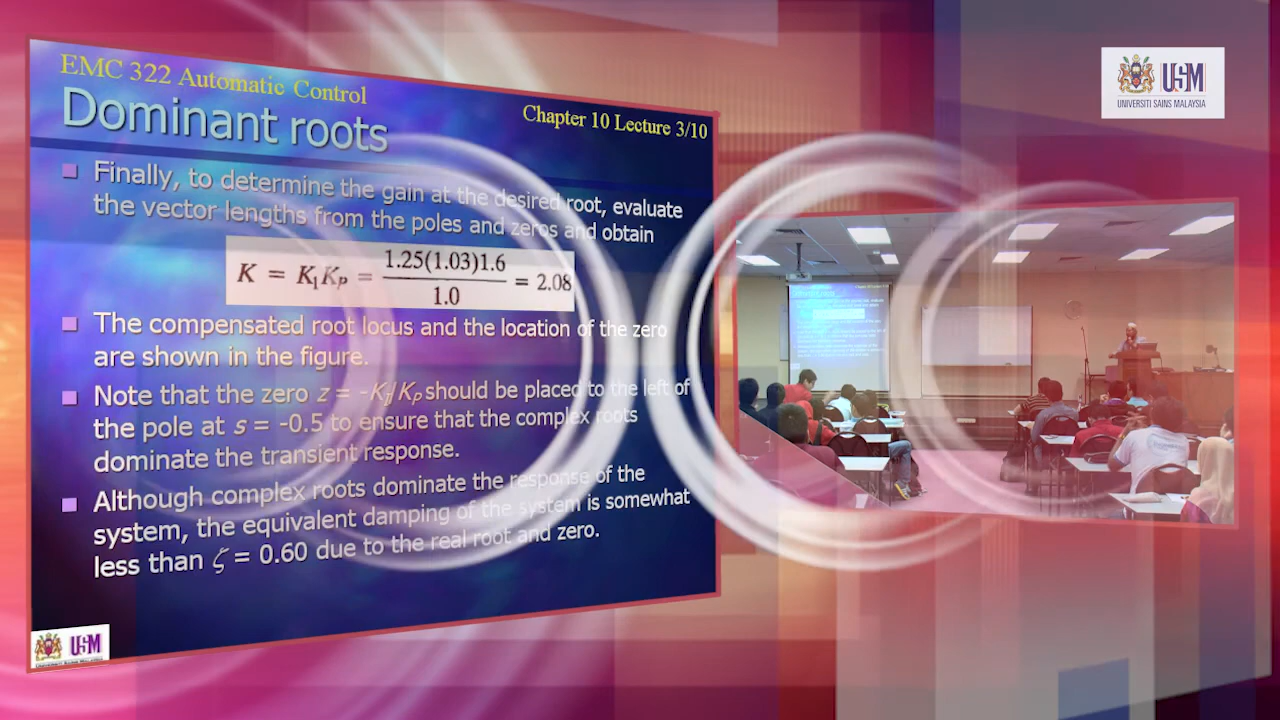 EMC 322 Automatic Control
Dominant roots
Chapter 10 Lecture 3/10
Finally, to determine the gain at the desired root, evaluate
the vector lengths from the poles and zeros and obtain
K = K₁K_P = 1.25(1.03)1.6 / 1.0 = 2.08
The compensated root locus and the location of the zero
are shown in the figure.
Note that the zero z = -K_I/K_P should be placed to the left of
the pole at s = -0.5 to ensure that the complex roots
dominate the transient response.
Although complex roots dominate the response of the
system, the equivalent damping of the system is somewhat
less than ζ = 0.60 due to the real root and zero.
USM
USM
UNIVERSITI SAINS MALAYSIA